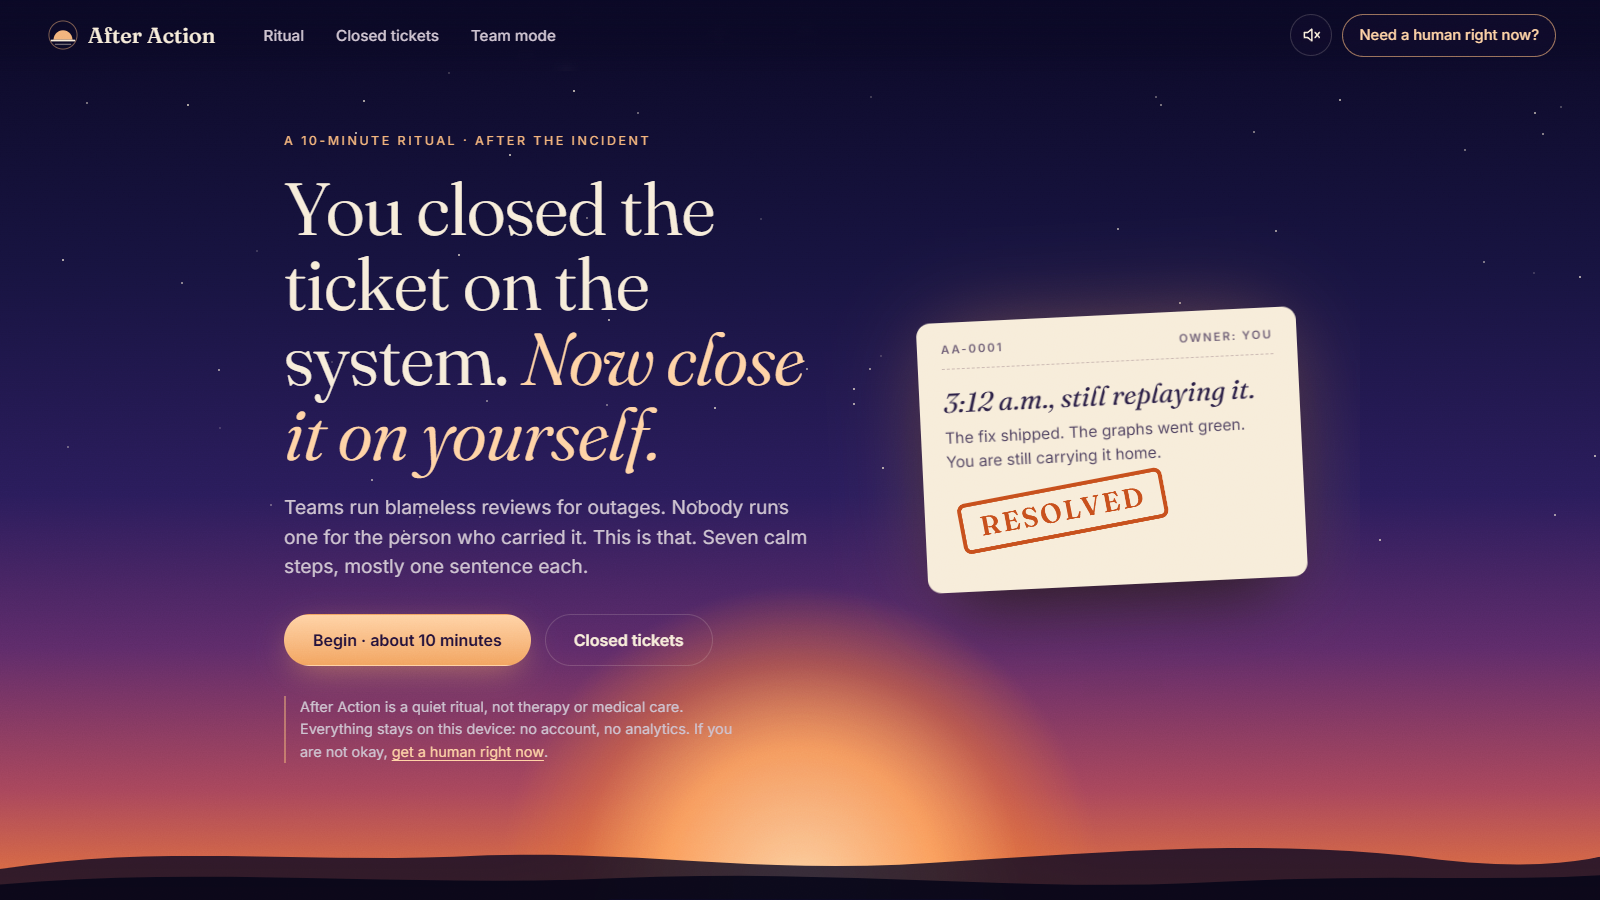 After Action
Ritual
Closed tickets
Team mode
Need a human right now?
A 10-MINUTE RITUAL · AFTER THE INCIDENT
You closed the
ticket on the
system. Now close
it on yourself.
Teams run blameless reviews for outages. Nobody runs
one for the person who carried it. This is that. Seven calm
steps, mostly one sentence each.
Begin · about 10 minutes
Closed tickets
After Action is a quiet ritual, not therapy or medical care.
Everything stays on this device: no account, no analytics. If you
are not okay, get a human right now.
AA-0001
OWNER: YOU
3:12 a.m., still replaying it.
The fix shipped. The graphs went green.
You are still carrying it home.
RESOLVED